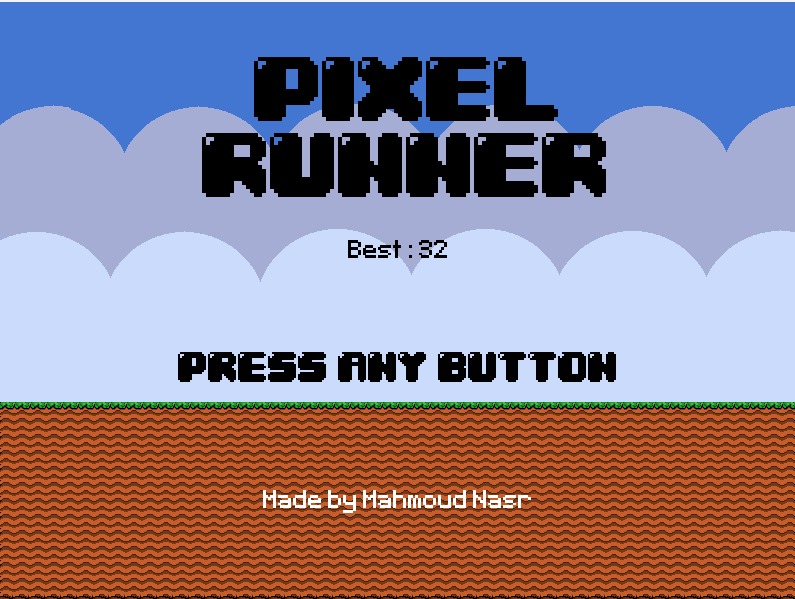 PIXEL
RUNNER
Best : 32
PRESS ANY BUTTON
Made by Mahmoud Nasr